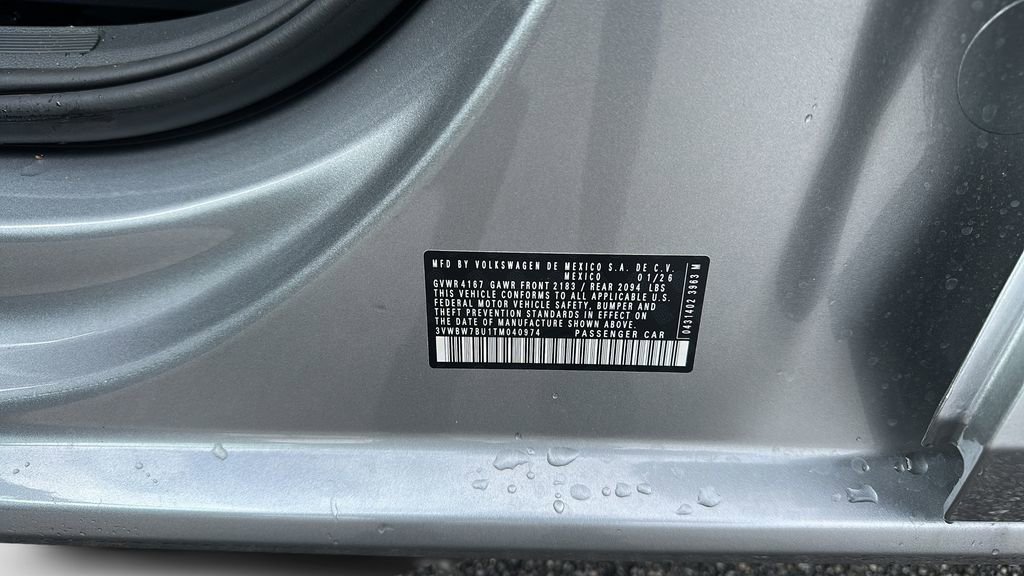 MFD BY VOLKSWAGEN DE MEXICO S.A. DE C.V.
MEXICO 01/26
GVWR 4167 GAWR FRONT 2183 / REAR 2094 LBS
THIS VEHICLE CONFORMS TO ALL APPLICABLE U.S.
FEDERAL MOTOR VEHICLE SAFETY, BUMPER AND
THEFT PREVENTION STANDARDS IN EFFECT ON
THE DATE OF MANUFACTURE SHOWN ABOVE.
3VWBW7BU1TM040974 PASSENGER CAR
0437402 3963 M